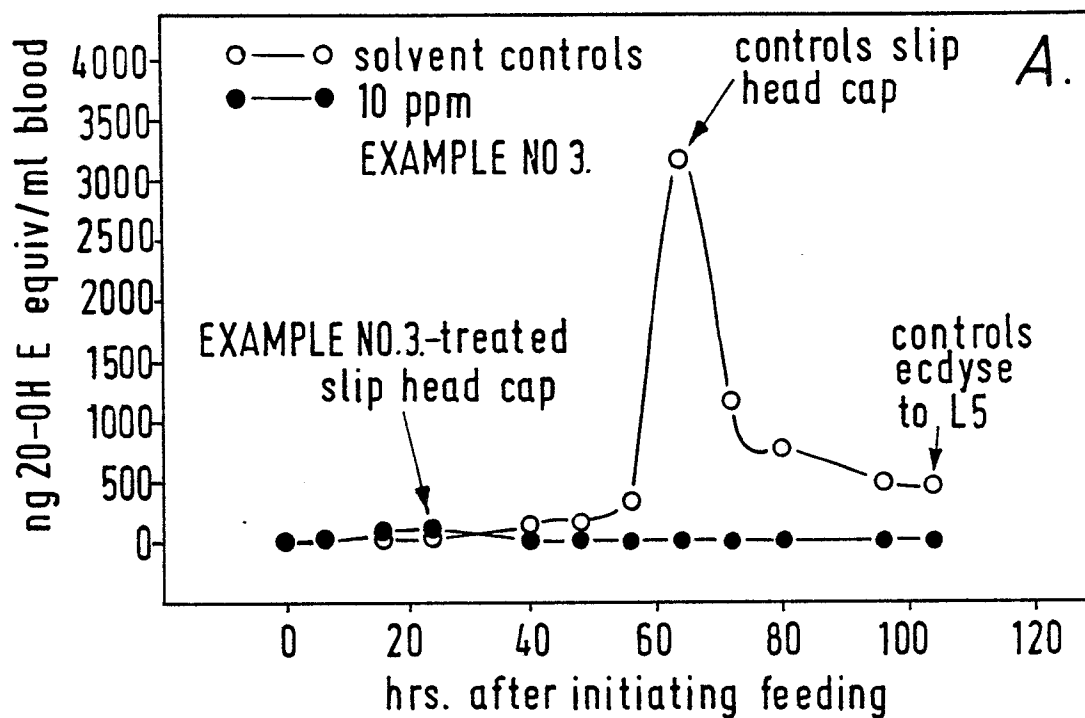 ng 20-OH E equiv/ml blood
4000
3500
3000
2500
2000
1500
1000
500
0
solvent controls
10 ppm
EXAMPLE NO 3.
controls slip
head cap
A.
EXAMPLE NO.3.-treated
slip head cap
controls
ecdyse
to L5
0 20 40 60 80 100 120
hrs. after initiating feeding